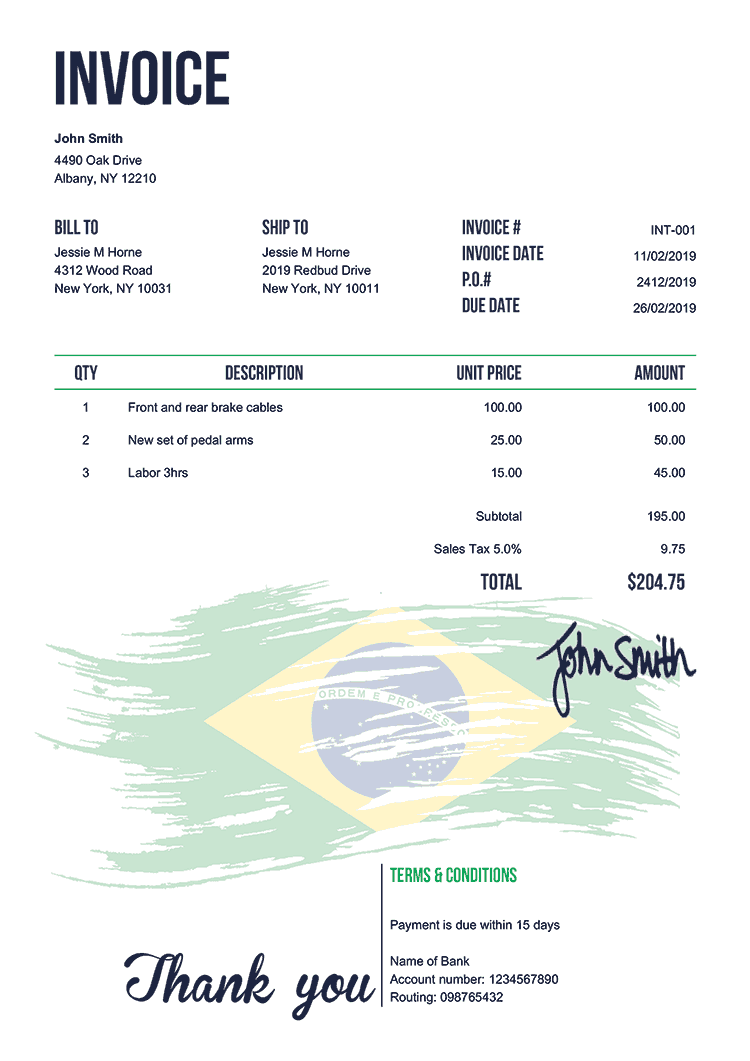 INVOICE
John Smith
4490 Oak Drive
Albany, NY 12210
BILL TO
Jessie M Horne
4312 Wood Road
New York, NY 10031
SHIP TO
Jessie M Horne
2019 Redbud Drive
New York, NY 10011
INVOICE # INT-001
INVOICE DATE 11/02/2019
P.O.# 2412/2019
DUE DATE 26/02/2019
QTY DESCRIPTION UNIT PRICE AMOUNT
1 Front and rear brake cables 100.00 100.00
2 New set of pedal arms 25.00 50.00
3 Labor 3hrs 15.00 45.00
Subtotal 195.00
Sales Tax 5.0% 9.75
TOTAL $204.75
John Smith
ORDEM E
TERMS & CONDITIONS
Payment is due within 15 days
Name of Bank
Account number: 1234567890
Routing: 098765432
Thank you